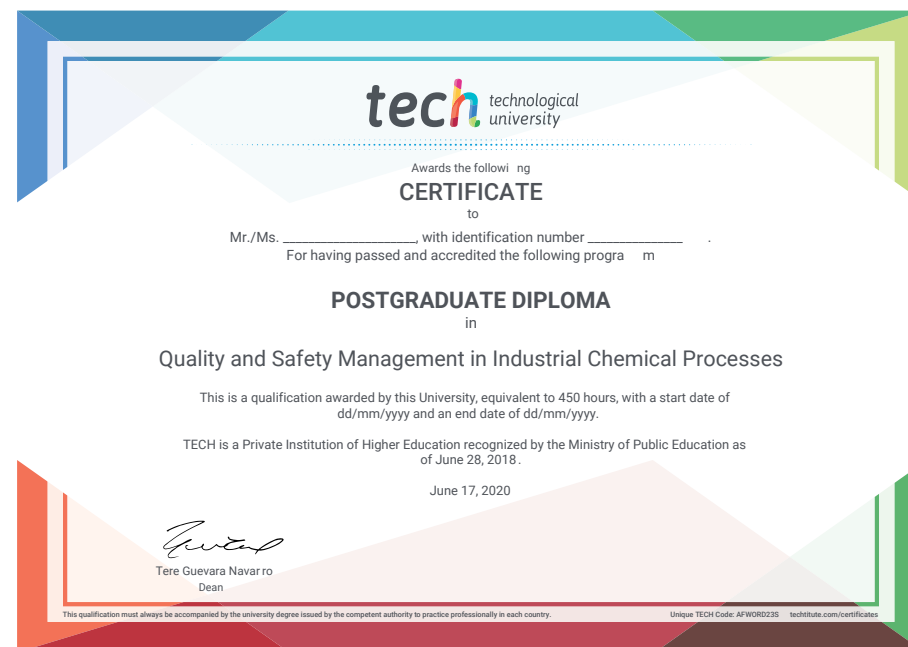 tech technological
university
Awards the followi ng
CERTIFICATE
to
Mr./Ms. _____________________, with identification number _______________ .
For having passed and accredited the following progra m
POSTGRADUATE DIPLOMA
in
Quality and Safety Management in Industrial Chemical Processes
This is a qualification awarded by this University, equivalent to 450 hours, with a start date of
dd/mm/yyyy and an end date of dd/mm/yyyy.
TECH is a Private Institution of Higher Education recognized by the Ministry of Public Education as
of June 28, 2018 .
June 17, 2020
Tere Guevara Navar ro
Dean
This qualification must always be accompanied by the university degree issued by the competent authority to practice professionally in each country. Unique TECH Code: AFWORD23S techtitute.com/certificates